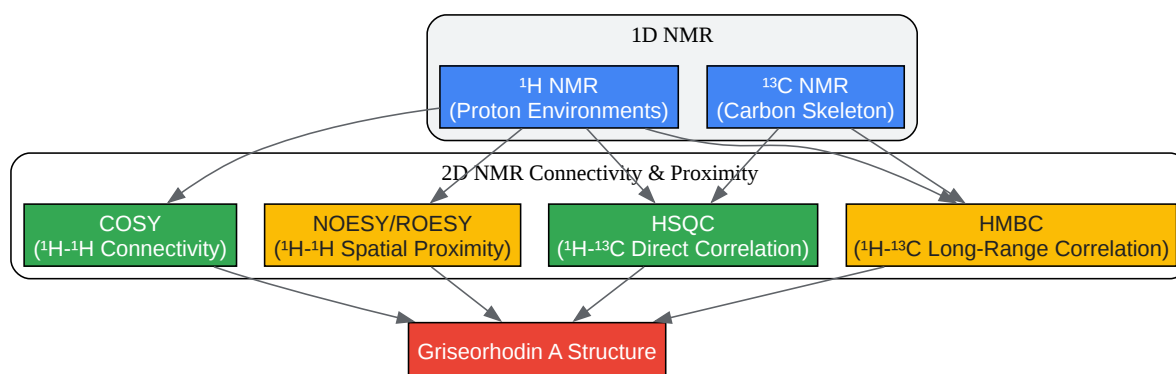 1D NMR
¹H NMR
(Proton Environments)
¹³C NMR
(Carbon Skeleton)
2D NMR Connectivity & Proximity
COSY
(¹H-¹H Connectivity)
NOESY/ROESY
(¹H-¹H Spatial Proximity)
HSQC
(¹H-¹³C Direct Correlation)
HMBC
(¹H-¹³C Long-Range Correlation)
Griseorhodin A Structure